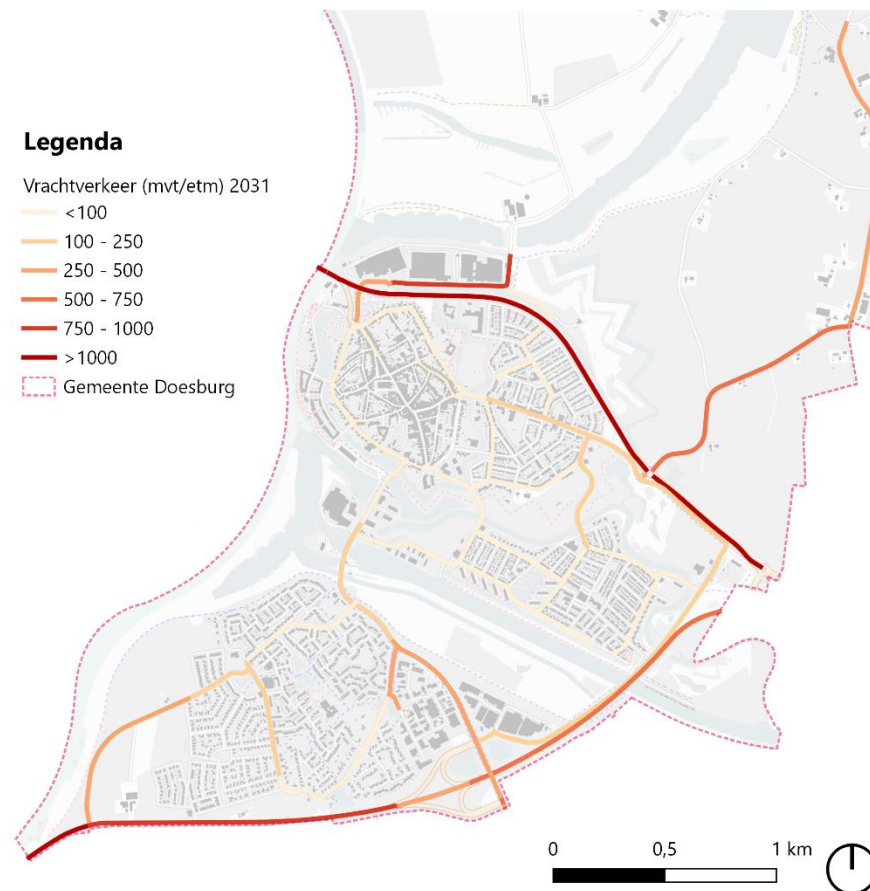 Legenda
Vrachtverkeer (mvt/etm) 2031
<100
100 - 250
250 - 500
500 - 750
750 - 1000
>1000
Gemeente Doesburg
0 0,5 1 km